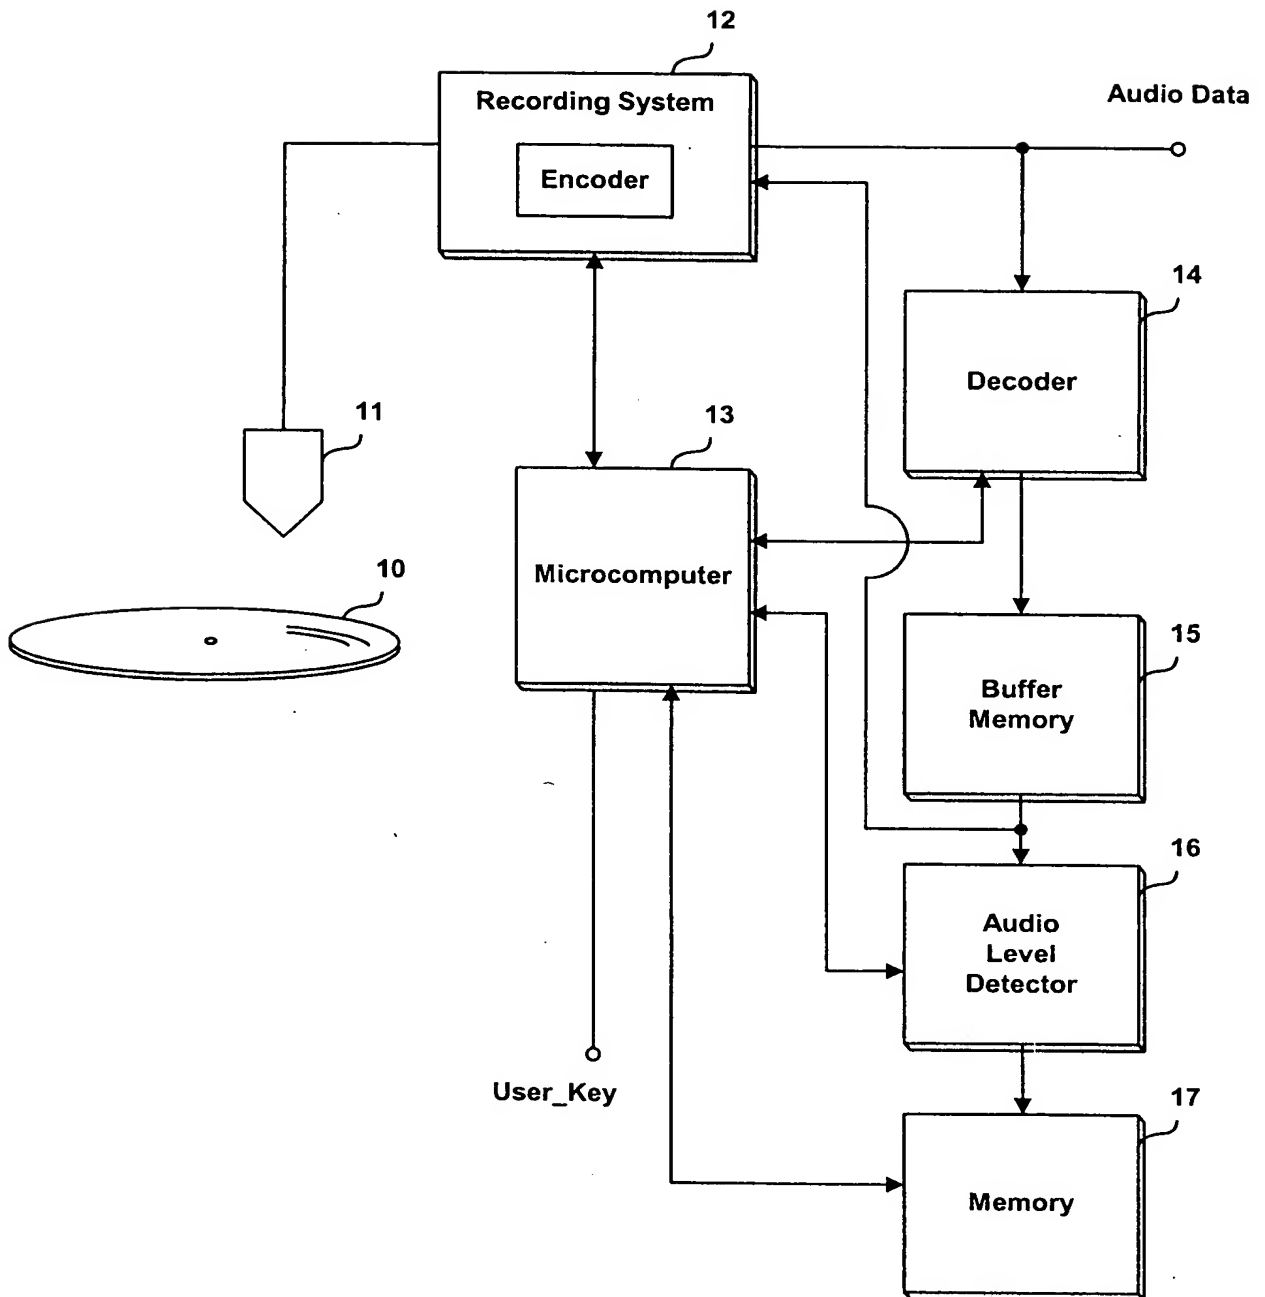 12
Recording System
Audio Data
Encoder
14
Decoder
11
13
Microcomputer
10
15
Buffer
Memory
16
Audio
Level
Detector
User_Key
17
Memory